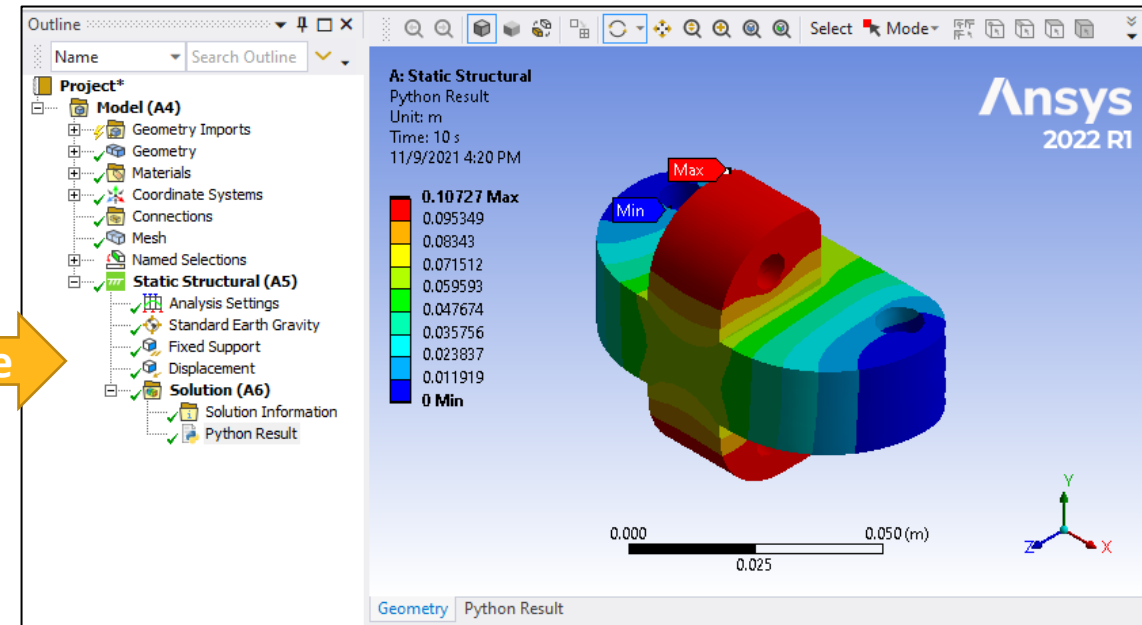 Outline
Name
Search Outline
Project*
Model (A4)
Geometry Imports
Geometry
Materials
Coordinate Systems
Connections
Mesh
Named Selections
Static Structural (A5)
Analysis Settings
Standard Earth Gravity
Fixed Support
Displacement
Solution (A6)
Solution Information
Python Result
e
Select Mode
A: Static Structural
Python Result
Unit: m
Time: 10 s
11/9/2021 4:20 PM
0.10727 Max
0.095349
0.08343
0.071512
0.059593
0.047674
0.035756
0.023837
0.011919
0 Min
Max
Min
Ansys
2022 R1
0.000 0.050 (m)
0.025
Y
Z X
Geometry Python Result